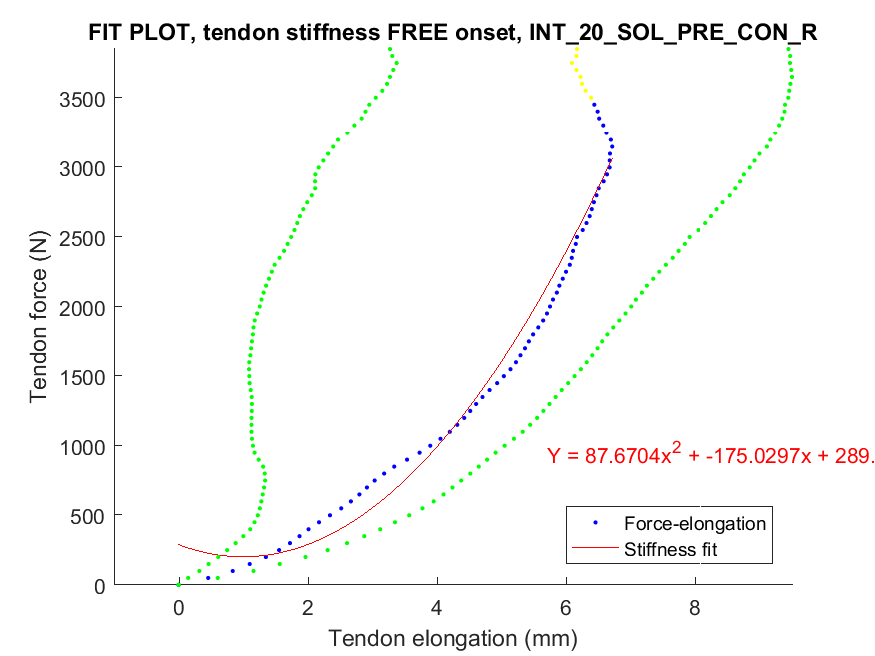 FIT PLOT, tendon stiffness FREE onset, INT_20_SOL_PRE_CON_R
3500
3000
2500
2000
1500
1000
500
0
Tendon force (N)
Y = 87.6704x² + -175.0297x + 289.
Force-elongation
Stiffness fit
0 2 4 6 8
Tendon elongation (mm)